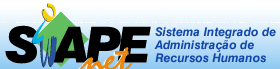 SIAPE
net
Sistema Integrado de
Administração de
Recursos Humanos